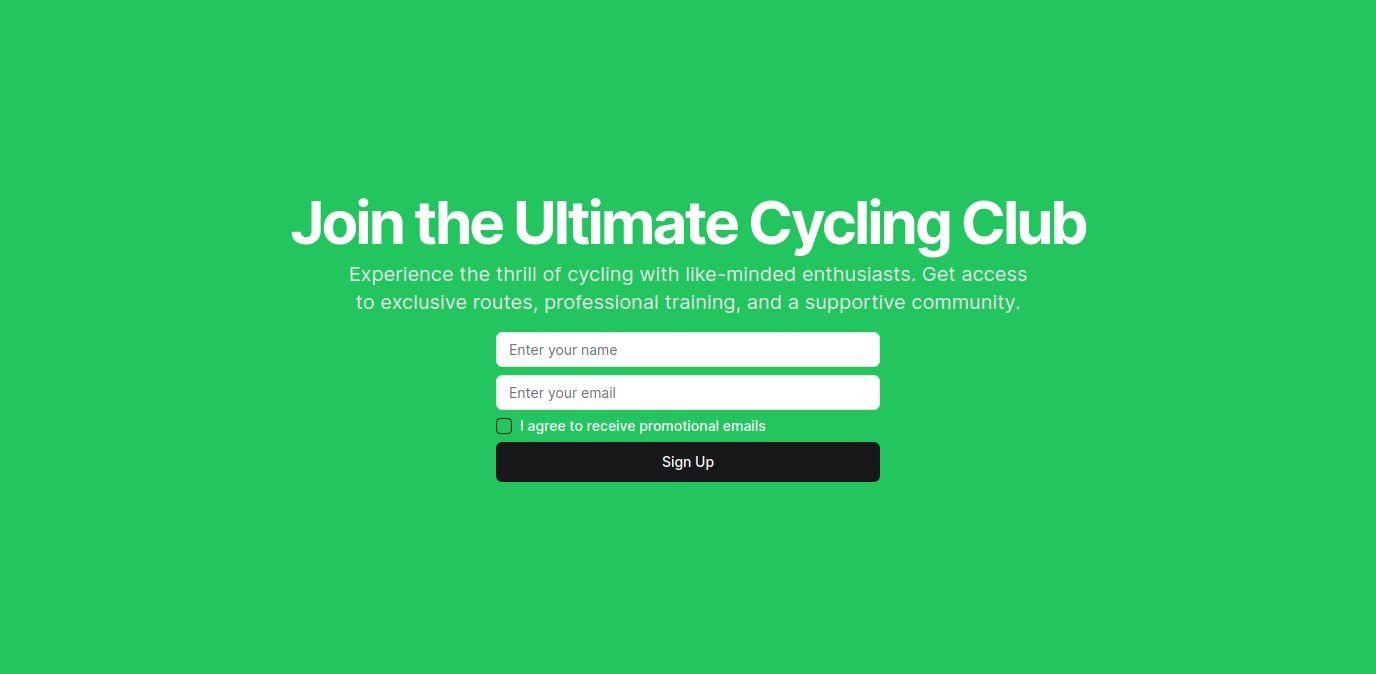 Join the Ultimate Cycling Club
Experience the thrill of cycling with like-minded enthusiasts. Get access
to exclusive routes, professional training, and a supportive community.
Enter your name
Enter your email
I agree to receive promotional emails
Sign Up